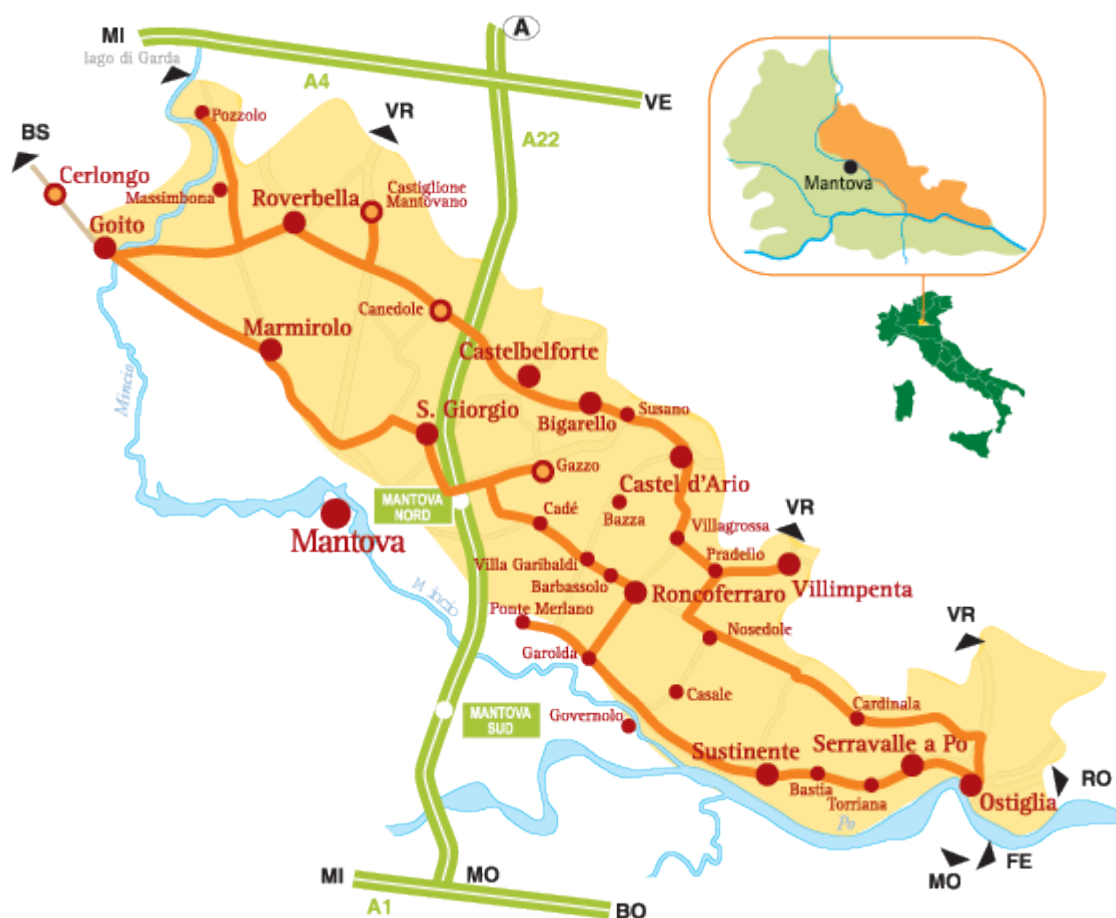 MI
A
lago di Garda
A4
VE
Pozzolo
VR
A22
BS
Cerlongo
Massimbona
Roverbella
Castiglione
Mantovano
Goito
Mantova
Canedole
Marmirolo
Mincio
Castelbelforte
S. Giorgio
Bigarello
Susano
Gazzo
Castel d'Ario
MANTOVA
NORD
Cadé
Bazza
Villagrossa
VR
Mantova
Pradello
Villa Garibaldi
Barbassolo
Roncoferraro
Villimpenta
Mincio
Ponte Merlano
Nosedole
VR
Garolda
Casale
Cardinala
MANTOVA
SUD
Governolo
Sustinente
Serravalle a Po
Bastia
Torriana
Ostiglia
RO
Po
MI
MO
MO
FE
A1
BO